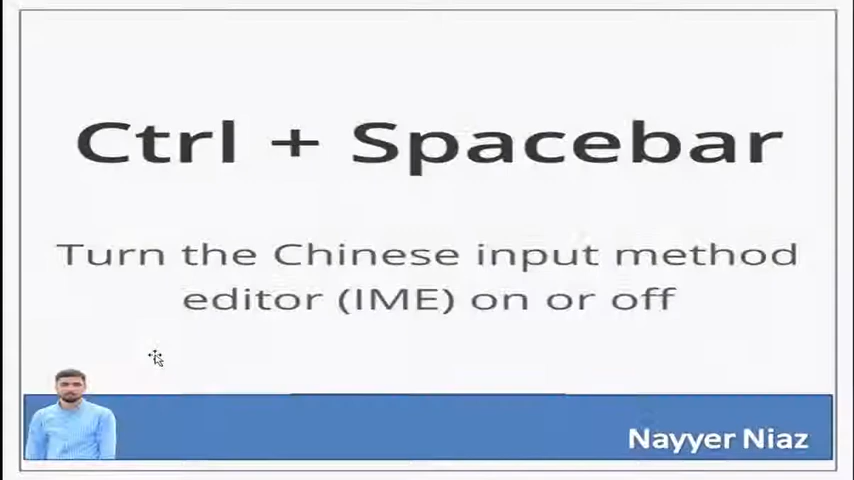 Ctrl + Spacebar
Turn the Chinese input method
editor (IME) on or off
Nayyer Niaz